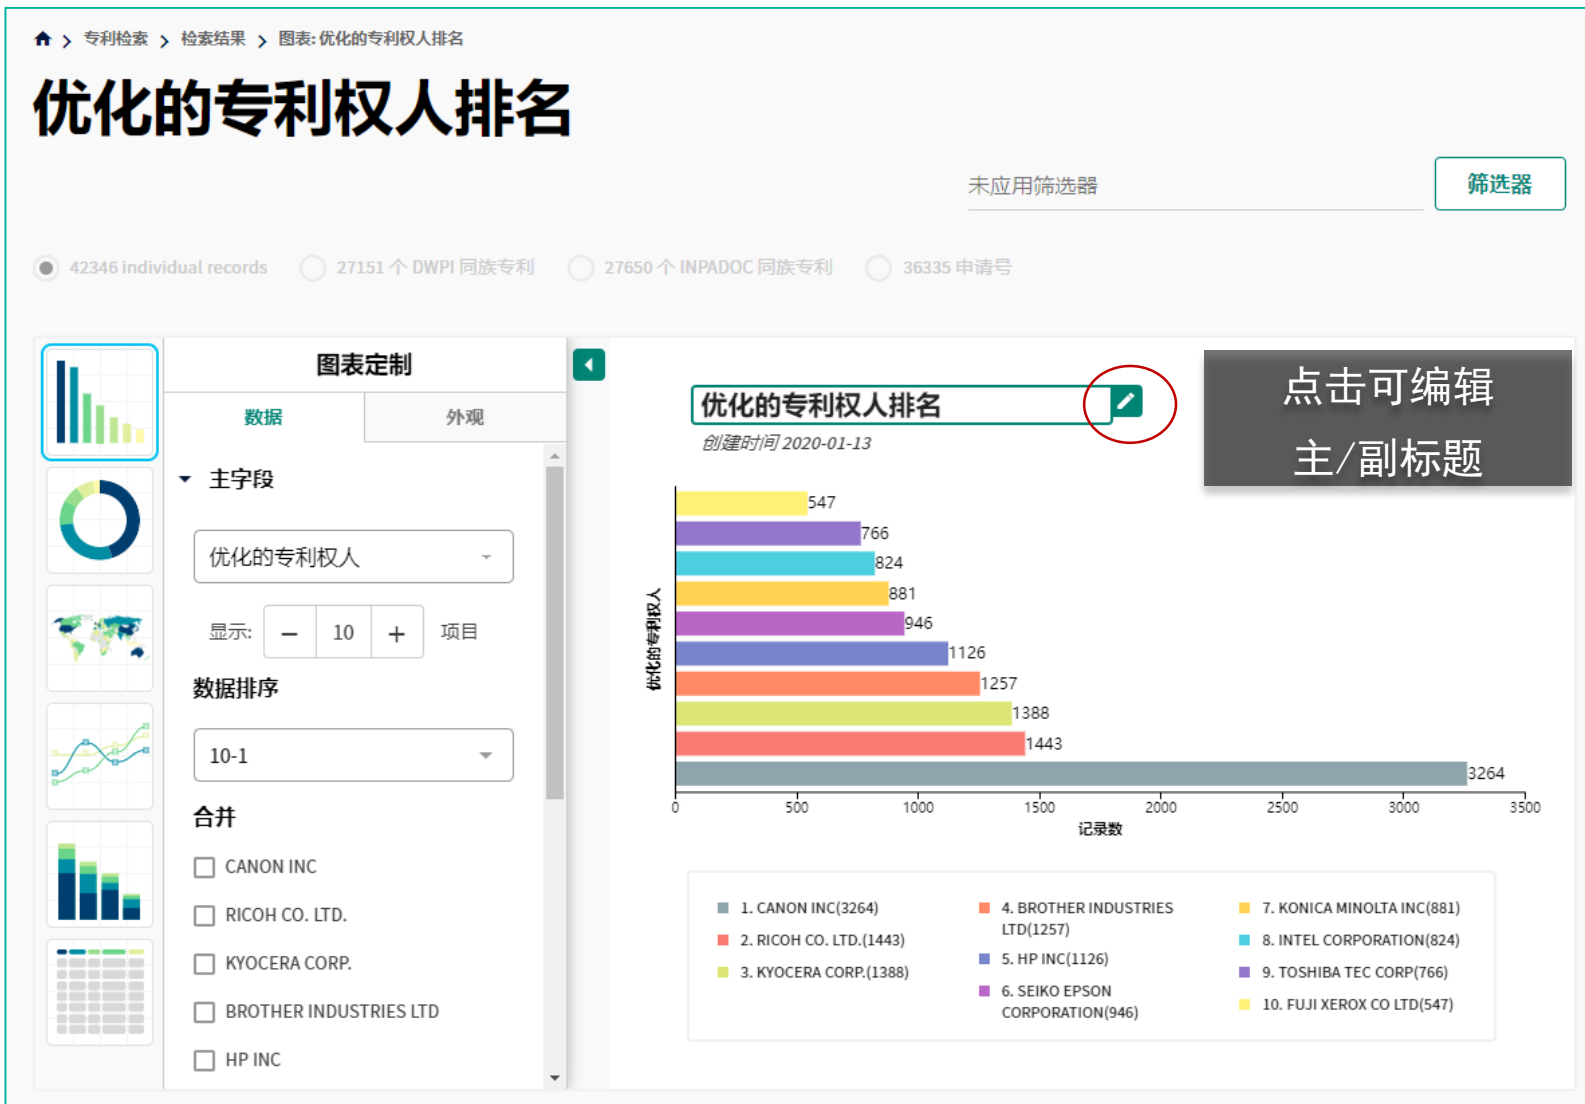 专利检索 检索结果 图表: 优化的专利权人排名
优化的专利权人排名
未应用筛选器
筛选器
42346 individual records 27151 个 DWPI 同族专利 27650 个 INPADOC 同族专利 36335 申请号
图表定制
数据 外观
主字段
优化的专利权人
显示: − 10 + 项目
数据排序
10-1
合并
CANON INC
RICOH CO. LTD.
KYOCERA CORP.
BROTHER INDUSTRIES LTD
HP INC
优化的专利权人排名
创建时间 2020-01-13
点击可编辑
主/副标题
优化的专利权人
547
766
824
881
946
1126
1257
1388
1443
3264
0 500 1000 1500 2000 2500 3000 3500
记录数
1. CANON INC(3264)
2. RICOH CO. LTD.(1443)
3. KYOCERA CORP.(1388)
4. BROTHER INDUSTRIES
LTD(1257)
5. HP INC(1126)
6. SEIKO EPSON
CORPORATION(946)
7. KONICA MINOLTA INC(881)
8. INTEL CORPORATION(824)
9. TOSHIBA TEC CORP(766)
10. FUJI XEROX CO LTD(547)